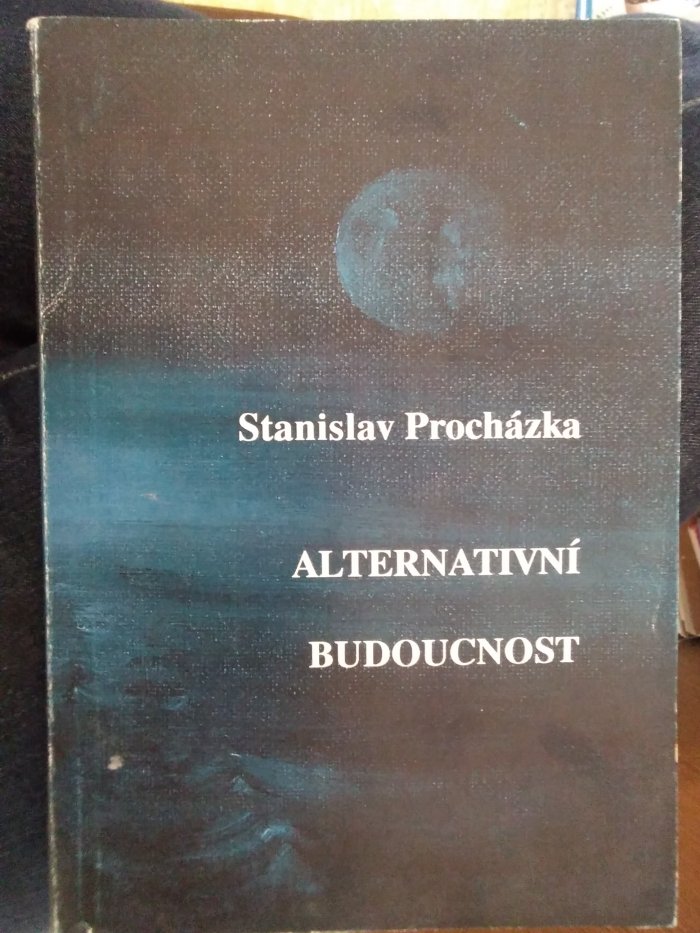 Stanislav Procházka
ALTERNATIVNÍ
BUDOUCNOST